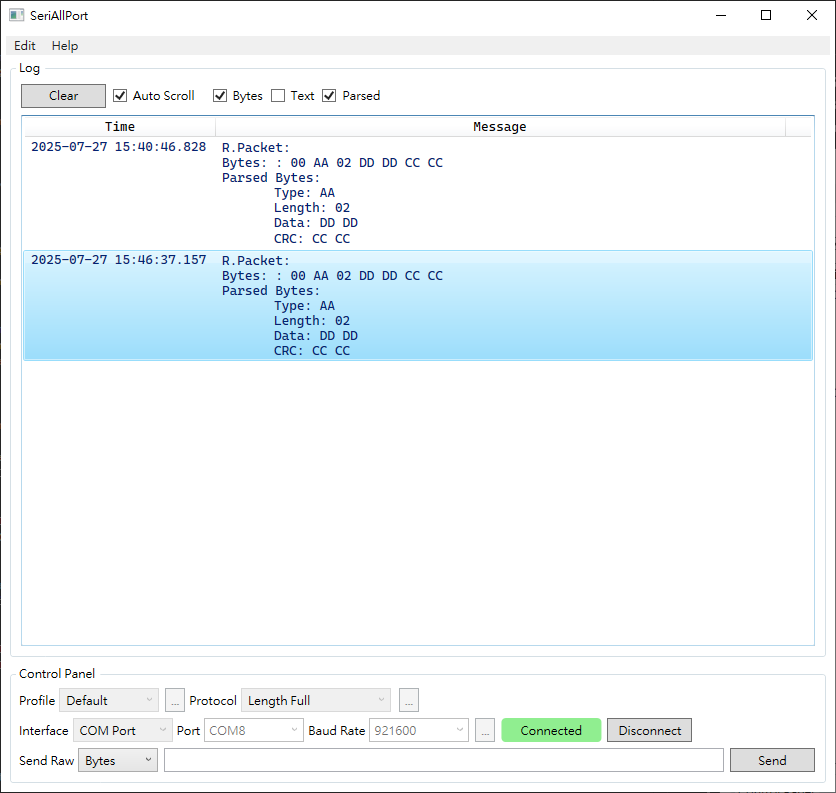 SeriAllPort
Edit Help
Log
Clear Auto Scroll Bytes Text Parsed
Time Message
2025-07-27 15:40:46.828 R.Packet:
Bytes: : 00 AA 02 DD DD CC CC
Parsed Bytes:
Type: AA
Length: 02
Data: DD DD
CRC: CC CC
2025-07-27 15:46:37.157 R.Packet:
Bytes: : 00 AA 02 DD DD CC CC
Parsed Bytes:
Type: AA
Length: 02
Data: DD DD
CRC: CC CC
Control Panel
Profile Default ... Protocol Length Full ...
Interface COM Port Port COM8 Baud Rate 921600 ... Connected Disconnect
Send Raw Bytes Send